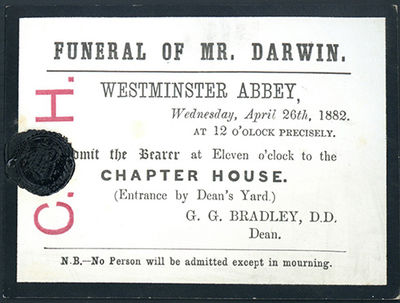 FUNERAL OF MR. DARWIN.
WESTMINSTER ABBEY,
Wednesday, April 26th, 1882.
AT 12 O'CLOCK PRECISELY.
Admit the Bearer at Eleven o'clock to the
CHAPTER HOUSE.
(Entrance by Dean's Yard.)
G. G. BRADLEY, D.D.
Dean.
N.B.—No Person will be admitted except in mourning.
C. H.